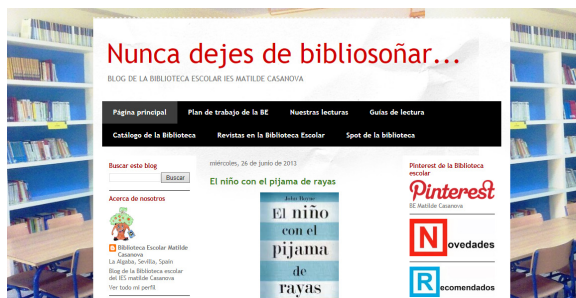 Nunca dejes de bibliosoñar...
BLOG DE LA BIBLIOTECA ESCOLAR IES MATILDE CASANOVA
Página principal
Plan de trabajo de la BE
Nuestras lecturas
Guías de lectura
Catálogo de la Biblioteca
Revistas en la Biblioteca Escolar
Spot de la biblioteca
Buscar este blog
Buscar
Acerca de nosotros
Biblioteca Escolar Matilde
Casanova
La Algaba, Sevilla, Spain
Blog de la Biblioteca escolar
del IES matilde Casanova
Ver todo mi perfil
miércoles, 26 de junio de 2013
El niño con el pijama de rayas
John Boyne
El niño
con el
pijama
de
rayas
Pinterest de la Biblioteca
escolar
Pinterest
BE Matilde Casanova
Novedades
Recomendados